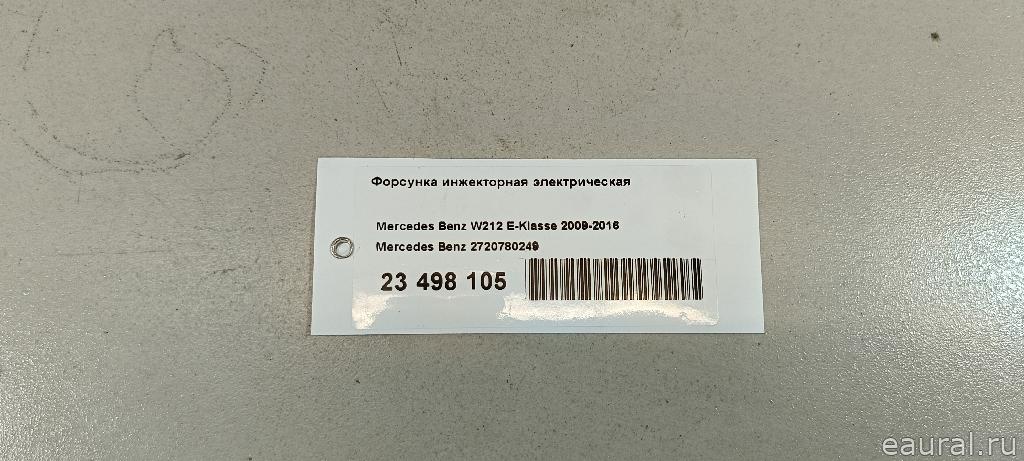 Форсунка инжекторная электрическая
Mercedes Benz W212 E-Klasse 2009-2016
Mercedes Benz 2720780249
23 498 105
eaural.ru